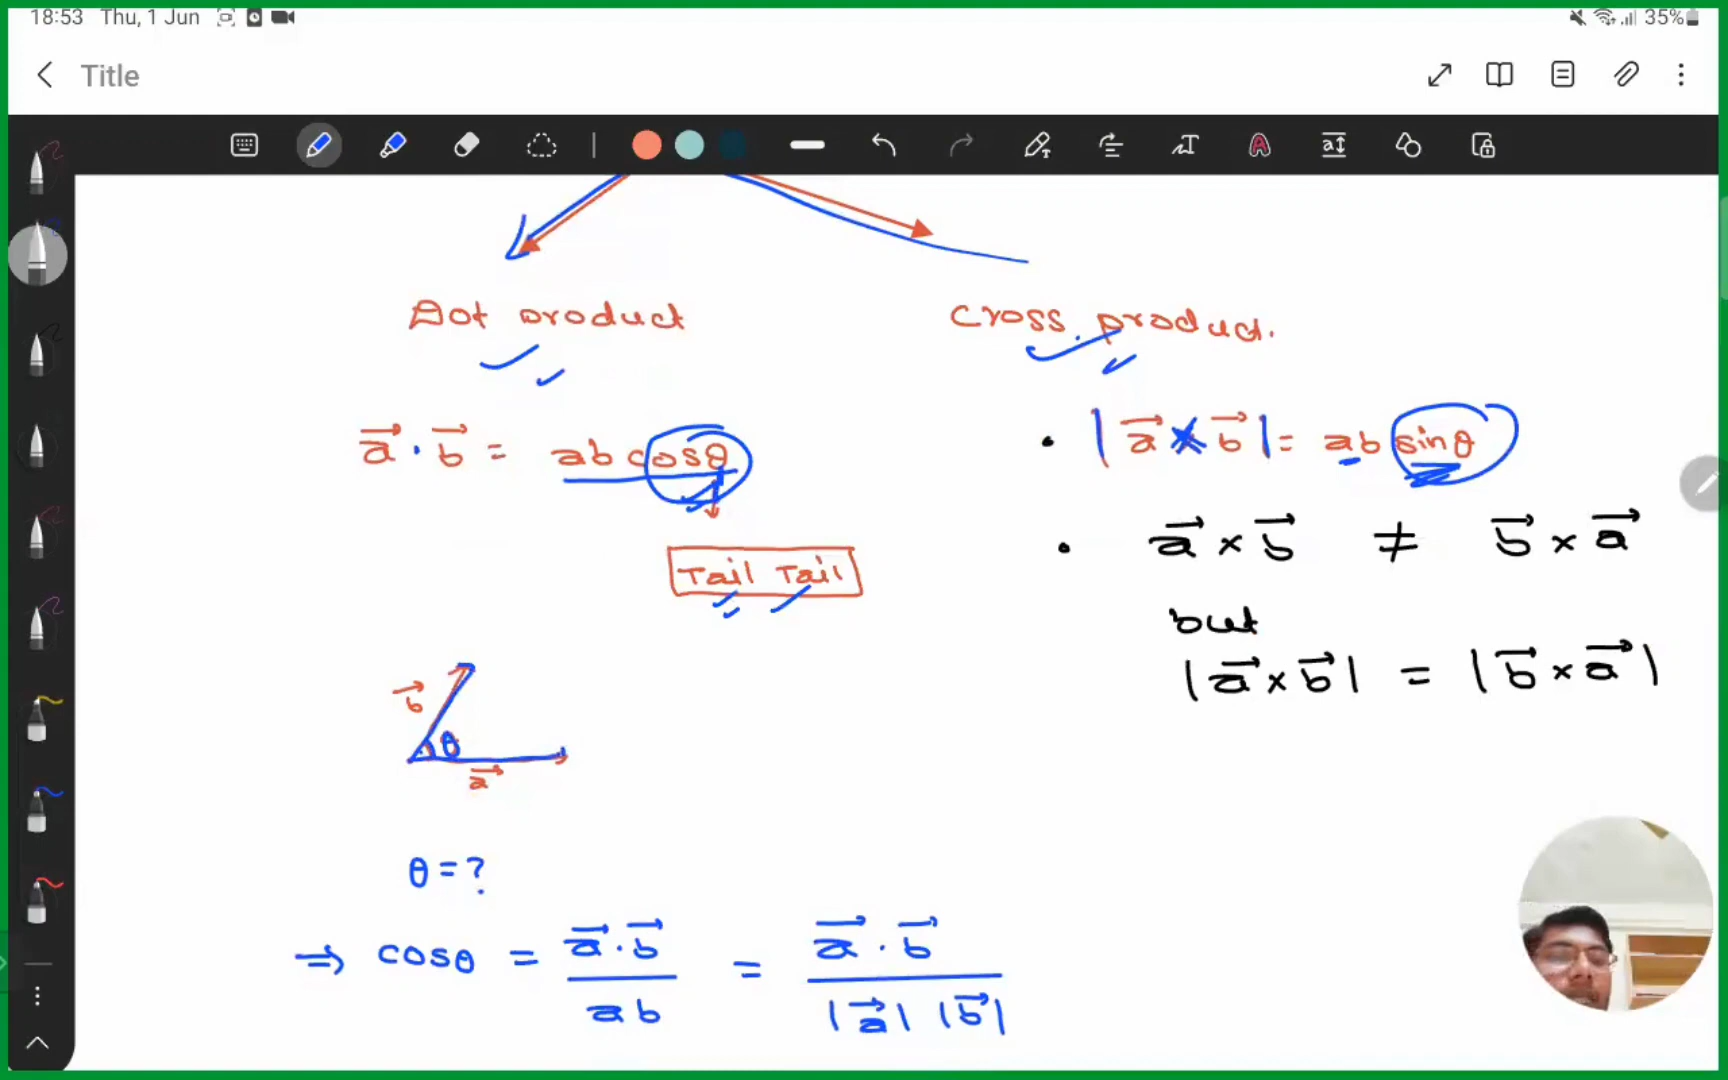 18:53 Thu, 1 Jun 35%
Title
Dot product
Cross product.
a⃗ · b⃗ = ab cosθ
• |a⃗ × b⃗| = ab sinθ
Tail Tail
• a⃗ × b⃗ ≠ b⃗ × a⃗
but
|a⃗ × b⃗| = |b⃗ × a⃗|
b⃗
θ
a⃗
θ = ?
⇒ cosθ = a⃗ · b⃗ / ab = a⃗ · b⃗ / |a⃗| |b⃗|